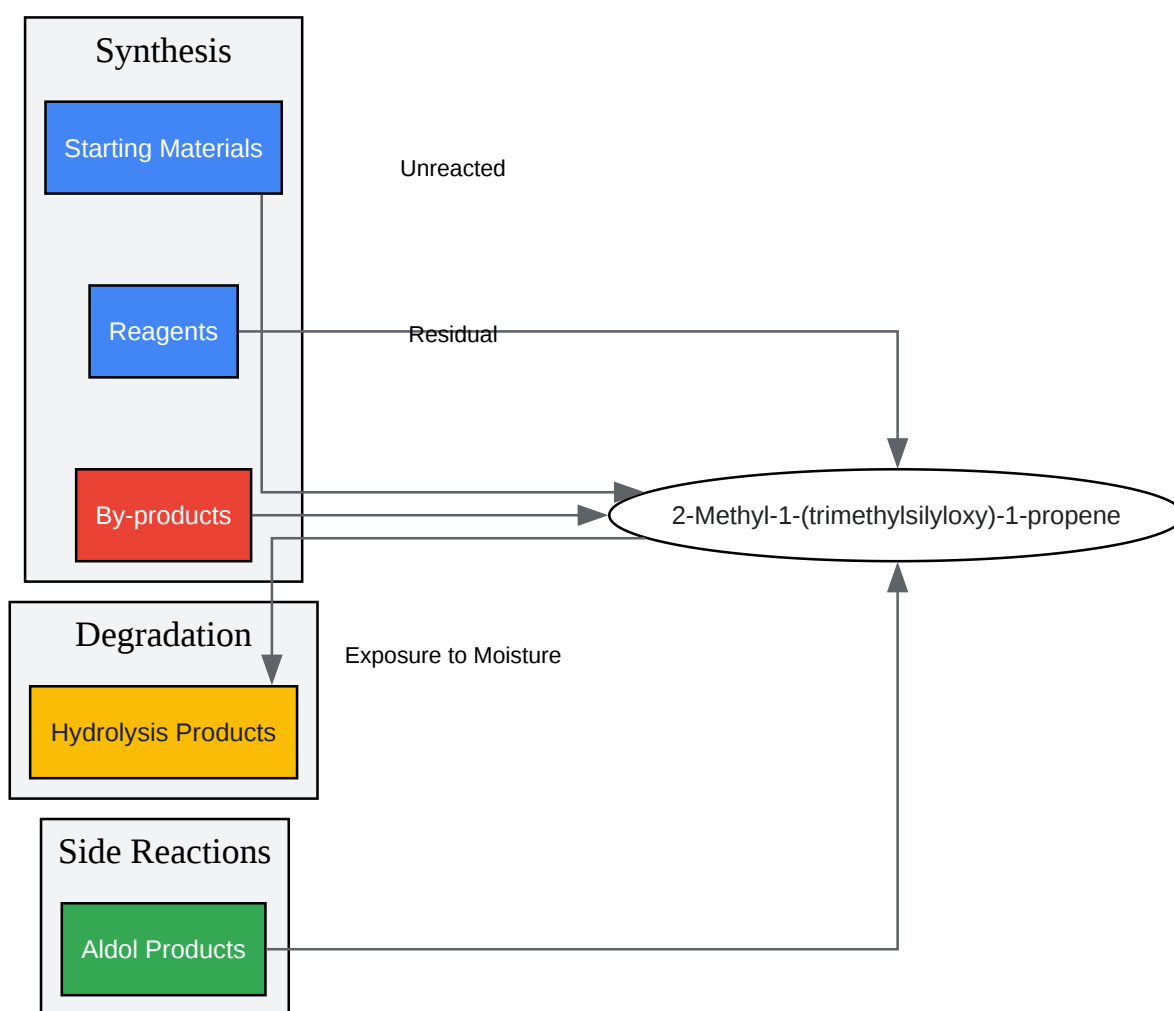 Synthesis
Starting Materials
Unreacted
Reagents
Residual
By-products
2-Methyl-1-(trimethylsilyloxy)-1-propene
Degradation
Exposure to Moisture
Hydrolysis Products
Side Reactions
Aldol Products